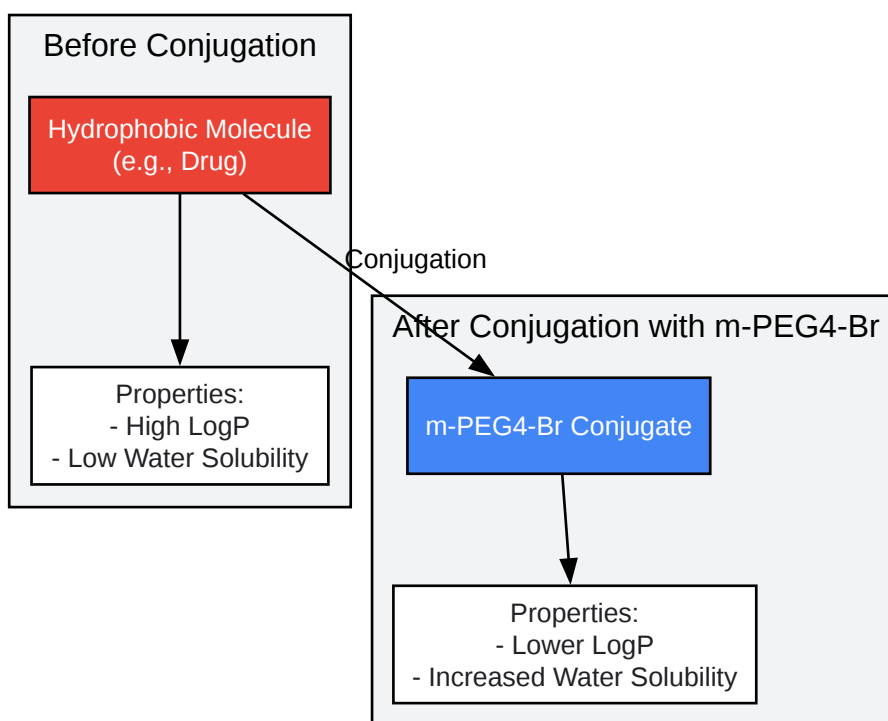 Before Conjugation
Hydrophobic Molecule
(e.g., Drug)
Conjugation
Properties:
- High LogP
- Low Water Solubility
After Conjugation with m-PEG4-Br
m-PEG4-Br Conjugate
Properties:
- Lower LogP
- Increased Water Solubility